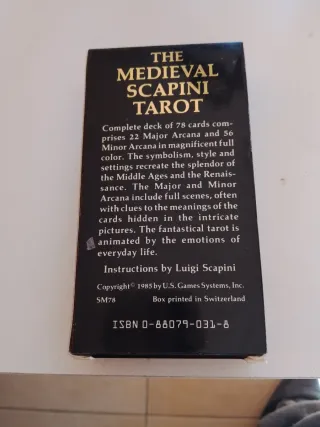 THE
MEDIEVAL
SCAPINI
TAROT
Complete deck of 78 cards com-
prises 22 Major Arcana and 56
Minor Arcana in magnificent full
color. The symbolism, style and
settings recreate the splendor of
the Middle Ages and the Renais-
sance. The Major and Minor
Arcana include full scenes, often
with clues to the meanings of the
cards hidden in the intricate
pictures. The fantastical tarot is
animated by the emotions of
everyday life.
Instructions by Luigi Scapini
Copyright © 1985 by U.S. Games Systems, Inc.
SM78 Box printed in Switzerland
ISBN 0-88079-031-8